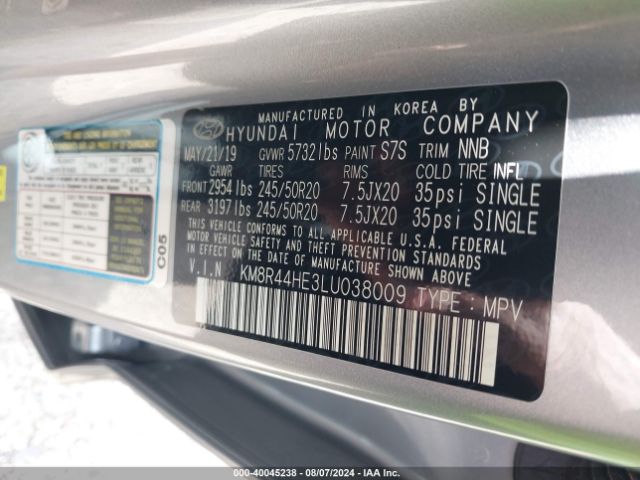 MANUFACTURED IN KOREA BY
HYUNDAI MOTOR COMPANY
MAY/21/19 GVWR 5732lbs PAINT S7S TRIM NNB
GAWR TIRES RIMS COLD TIRE INFL
FRONT 2954 lbs 245/50R20 7.5JX20 35psi SINGLE
REAR 3197 lbs 245/50R20 7.5JX20 35psi SINGLE
THIS VEHICLE CONFORMS TO ALL APPLICABLE U.S.A. FEDERAL
MOTOR VEHICLE SAFETY AND THEFT PREVENTION STANDARDS IN
EFFECT ON THE DATE OF MANUFACTURE SHOWN ABOVE.
V.I.N KM8R44HE3LU038009 TYPE : MPV
C05
000-40045238 - 08/07/2024 - IAA Inc.